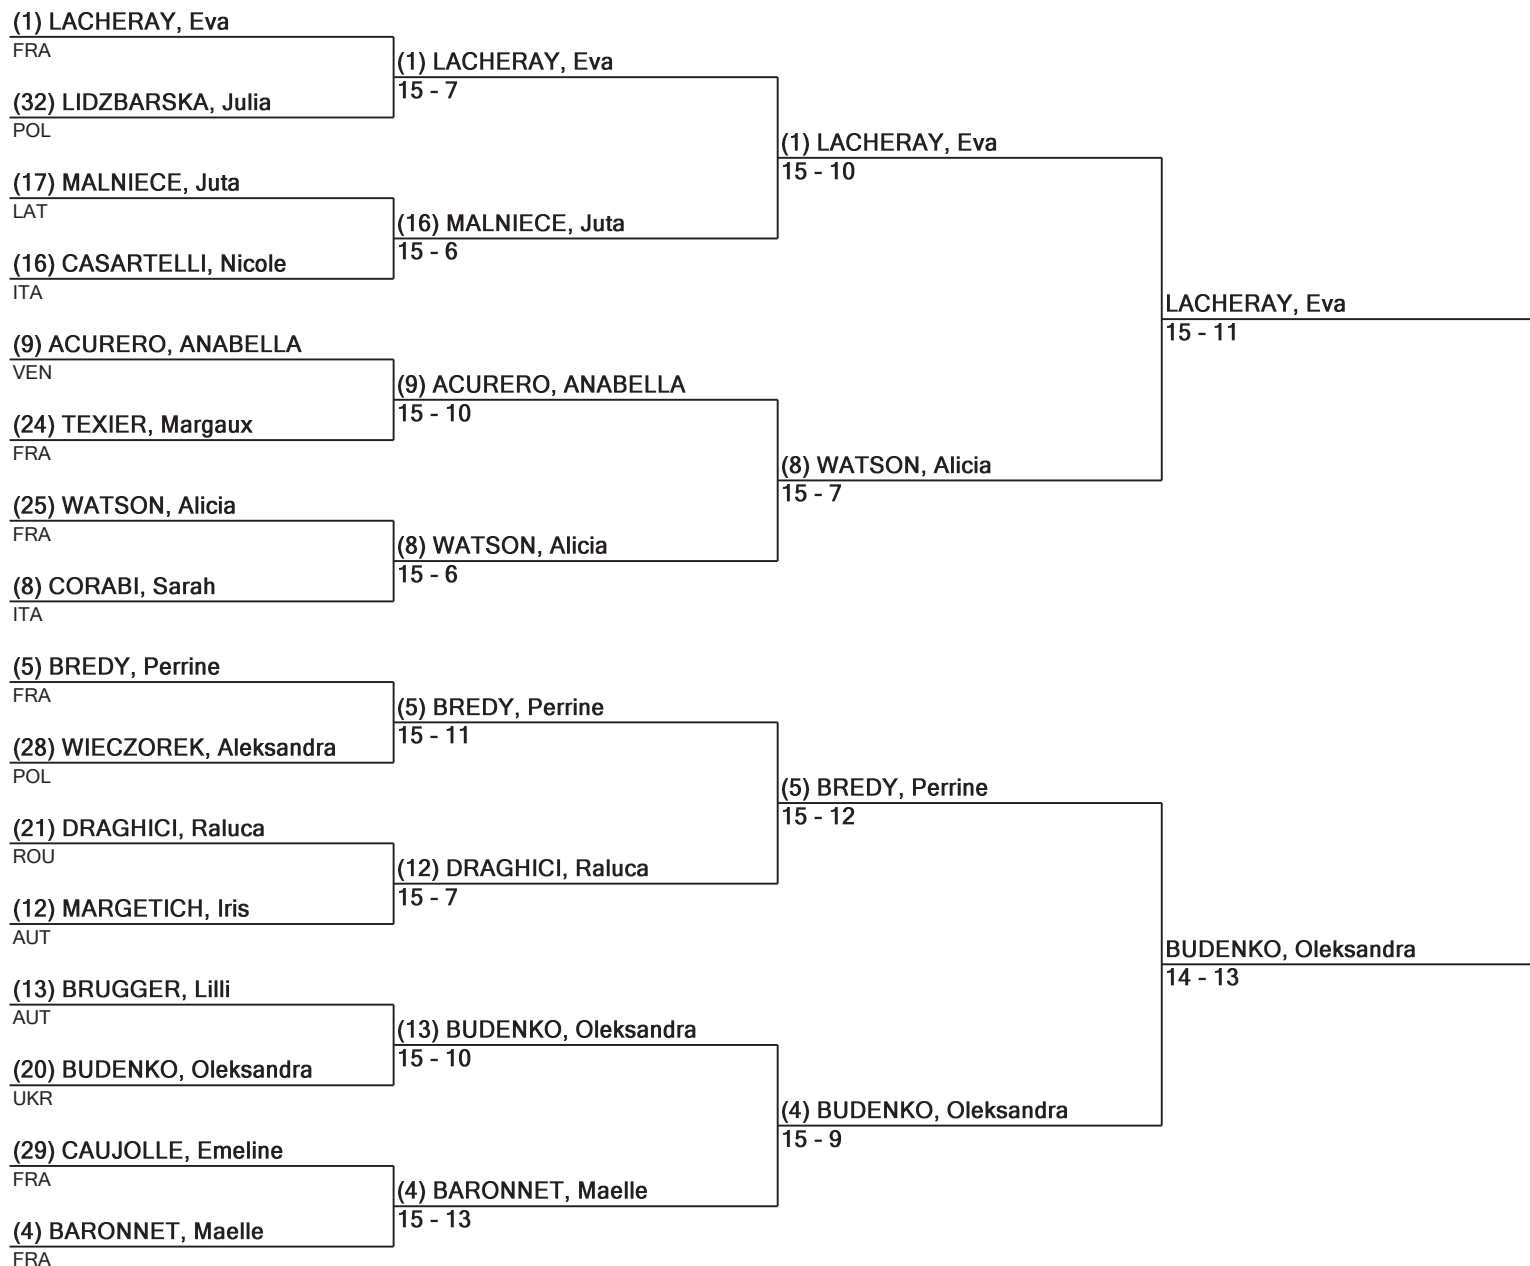 (1) LACHERAY, Eva
FRA
(32) LIDZBARSKA, Julia
POL
(17) MALNIECE, Juta
LAT
(16) CASARTELLI, Nicole
ITA
(9) ACURERO, ANABELLA
VEN
(24) TEXIER, Margaux
FRA
(25) WATSON, Alicia
FRA
(8) CORABI, Sarah
ITA
(5) BREDY, Perrine
FRA
(28) WIECZOREK, Aleksandra
POL
(21) DRAGHICI, Raluca
ROU
(12) MARGETICH, Iris
AUT
(13) BRUGGER, Lilli
AUT
(20) BUDENKO, Oleksandra
UKR
(29) CAUJOLLE, Emeline
FRA
(4) BARONNET, Maelle
FRA
(1) LACHERAY, Eva
15 - 7
(16) MALNIECE, Juta
15 - 6
(9) ACURERO, ANABELLA
15 - 10
(8) WATSON, Alicia
15 - 6
(5) BREDY, Perrine
15 - 11
(12) DRAGHICI, Raluca
15 - 7
(13) BUDENKO, Oleksandra
15 - 10
(4) BARONNET, Maelle
15 - 13
(1) LACHERAY, Eva
15 - 10
(8) WATSON, Alicia
15 - 7
(5) BREDY, Perrine
15 - 12
(4) BUDENKO, Oleksandra
15 - 9
LACHERAY, Eva
15 - 11
BUDENKO, Oleksandra
14 - 13